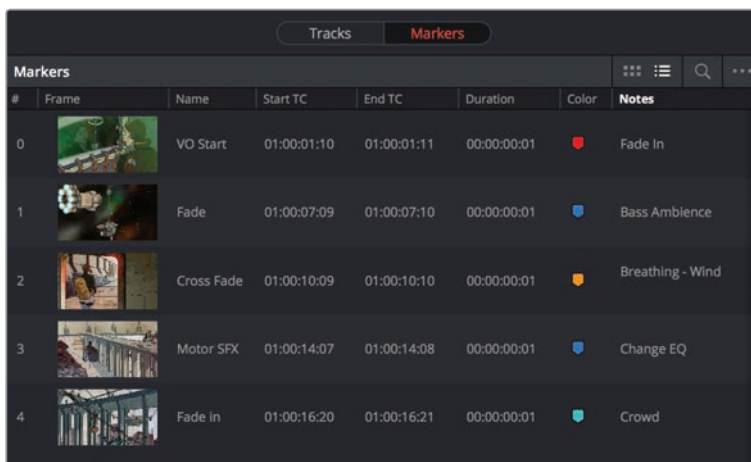 Tracks Markers
Markers
# Frame Name Start TC End TC Duration Color Notes
0 VO Start 01:00:01:10 01:00:01:11 00:00:00:01 Fade In
1 Fade 01:00:07:09 01:00:07:10 00:00:00:01 Bass Ambience
2 Cross Fade 01:00:10:09 01:00:10:10 00:00:00:01 Breathing - Wind
3 Motor SFX 01:00:14:07 01:00:14:08 00:00:00:01 Change EQ
4 Fade in 01:00:16:20 01:00:16:21 00:00:00:01 Crowd